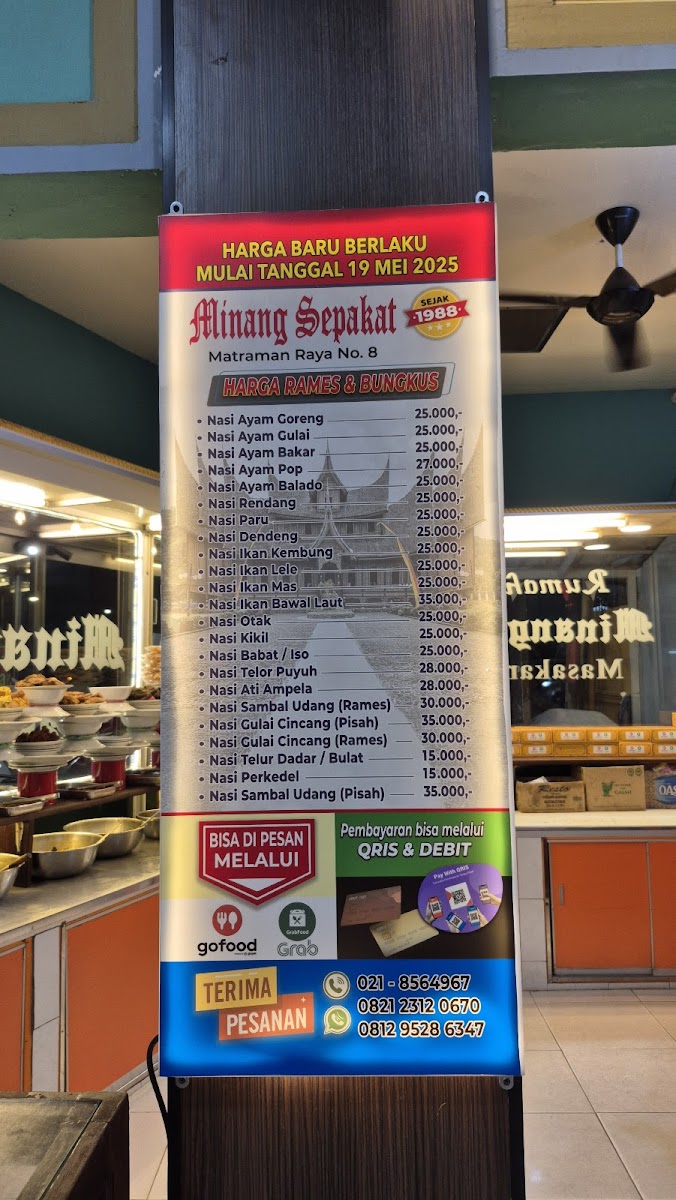 HARGA BARU BERLAKU
MULAI TANGGAL 19 MEI 2025
Minang Sepakat
SEJAK
1988
Matraman Raya No. 8
HARGA RAMES & BUNGKUS
• Nasi Ayam Goreng 25.000,-
• Nasi Ayam Gulai 25.000,-
• Nasi Ayam Bakar 25.000,-
• Nasi Ayam Pop 27.000,-
• Nasi Ayam Balado 25.000,-
• Nasi Rendang 25.000,-
• Nasi Paru 25.000,-
• Nasi Dendeng 25.000,-
• Nasi Ikan Kembung 25.000,-
• Nasi Ikan Lele 25.000,-
• Nasi Ikan Mas 25.000,-
• Nasi Ikan Bawal Laut 35.000,-
• Nasi Otak 25.000,-
• Nasi Kikil 25.000,-
• Nasi Babat / Iso 25.000,-
• Nasi Telor Puyuh 28.000,-
• Nasi Ati Ampela 28.000,-
• Nasi Sambal Udang (Rames) 30.000,-
• Nasi Gulai Cincang (Pisah) 35.000,-
• Nasi Gulai Cincang (Rames) 30.000,-
• Nasi Telur Dadar / Bulat 15.000,-
• Nasi Perkedel 15.000,-
• Nasi Sambal Udang (Pisah) 35.000,-
BISA DI PESAN
MELALUI
gofood
GrabFood
Grab
Pembayaran bisa melalui
QRIS & DEBIT
Pay With QRIS
TERIMA
PESANAN
021 - 8564967
0821 2312 0670
0812 9528 6347
Minan
Rumah
Minang
Masakan
OAS